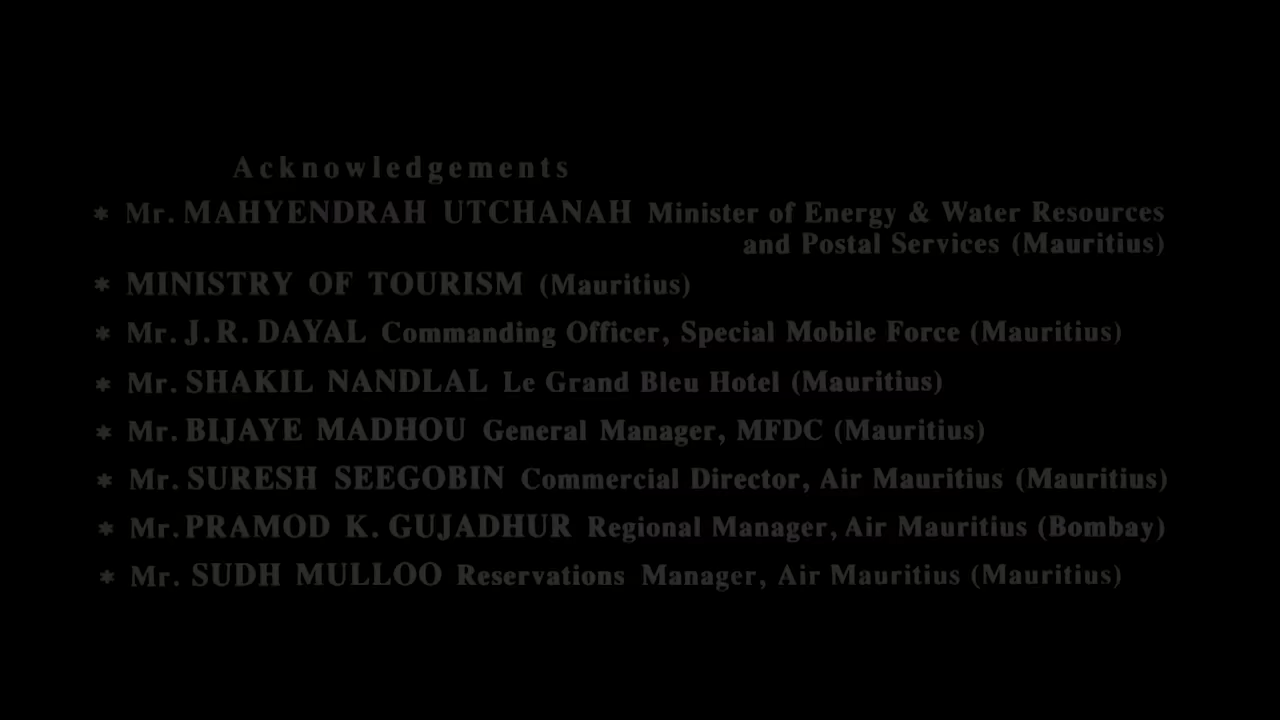 Acknowledgements
* Mr. MAHYENDRAH UTCHANAH Minister of Energy & Water Resources
and Postal Services (Mauritius)
* MINISTRY OF TOURISM (Mauritius)
* Mr. J.R. DAYAL Commanding Officer, Special Mobile Force (Mauritius)
* Mr. SHAKIL NANDLAL Le Grand Bleu Hotel (Mauritius)
* Mr. BIJAYE MADHOU General Manager, MFDC (Mauritius)
* Mr. SURESH SEEGOBIN Commercial Director, Air Mauritius (Mauritius)
* Mr. PRAMOD K. GUJADHUR Regional Manager, Air Mauritius (Bombay)
* Mr. SUDH MULLOO Reservations Manager, Air Mauritius (Mauritius)